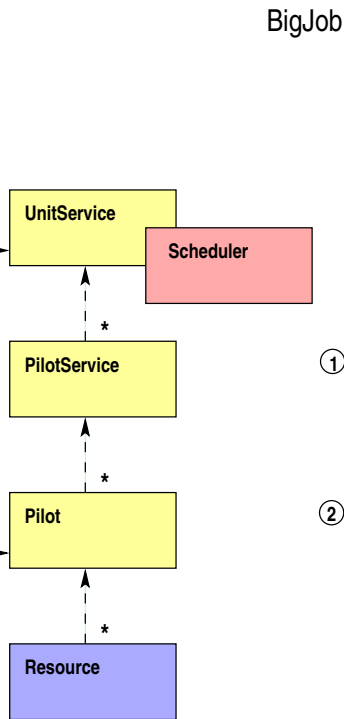 BigJob
UnitService
Scheduler
*
PilotService
1
*
Pilot
2
*
Resource